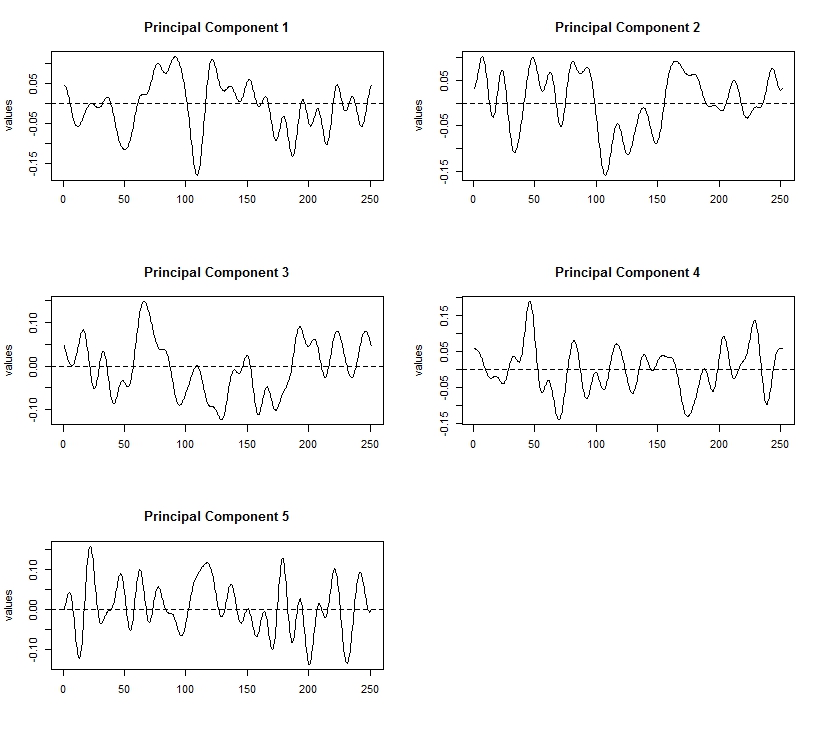 Principal Component 1
values
0.05
-0.05
-0.15
0 50 100 150 200 250
Principal Component 2
values
0.05
-0.05
-0.15
0 50 100 150 200 250
Principal Component 3
values
0.10
0.00
-0.10
0 50 100 150 200 250
Principal Component 4
values
0.15
0.05
-0.05
-0.15
0 50 100 150 200 250
Principal Component 5
values
0.10
0.00
-0.10
0 50 100 150 200 250